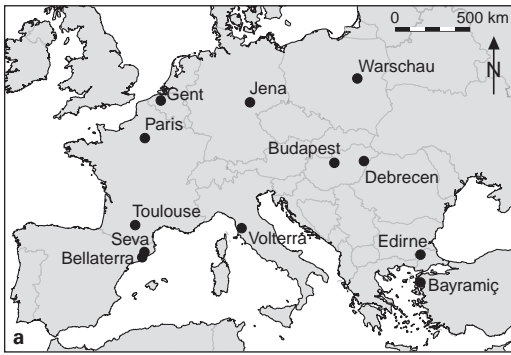 0 500 km
N
Warschau
Gent
Jena
Paris
Budapest
Debrecen
Toulouse
Seva
Bellaterra
Volterra
Edirne
Bayramiç
a